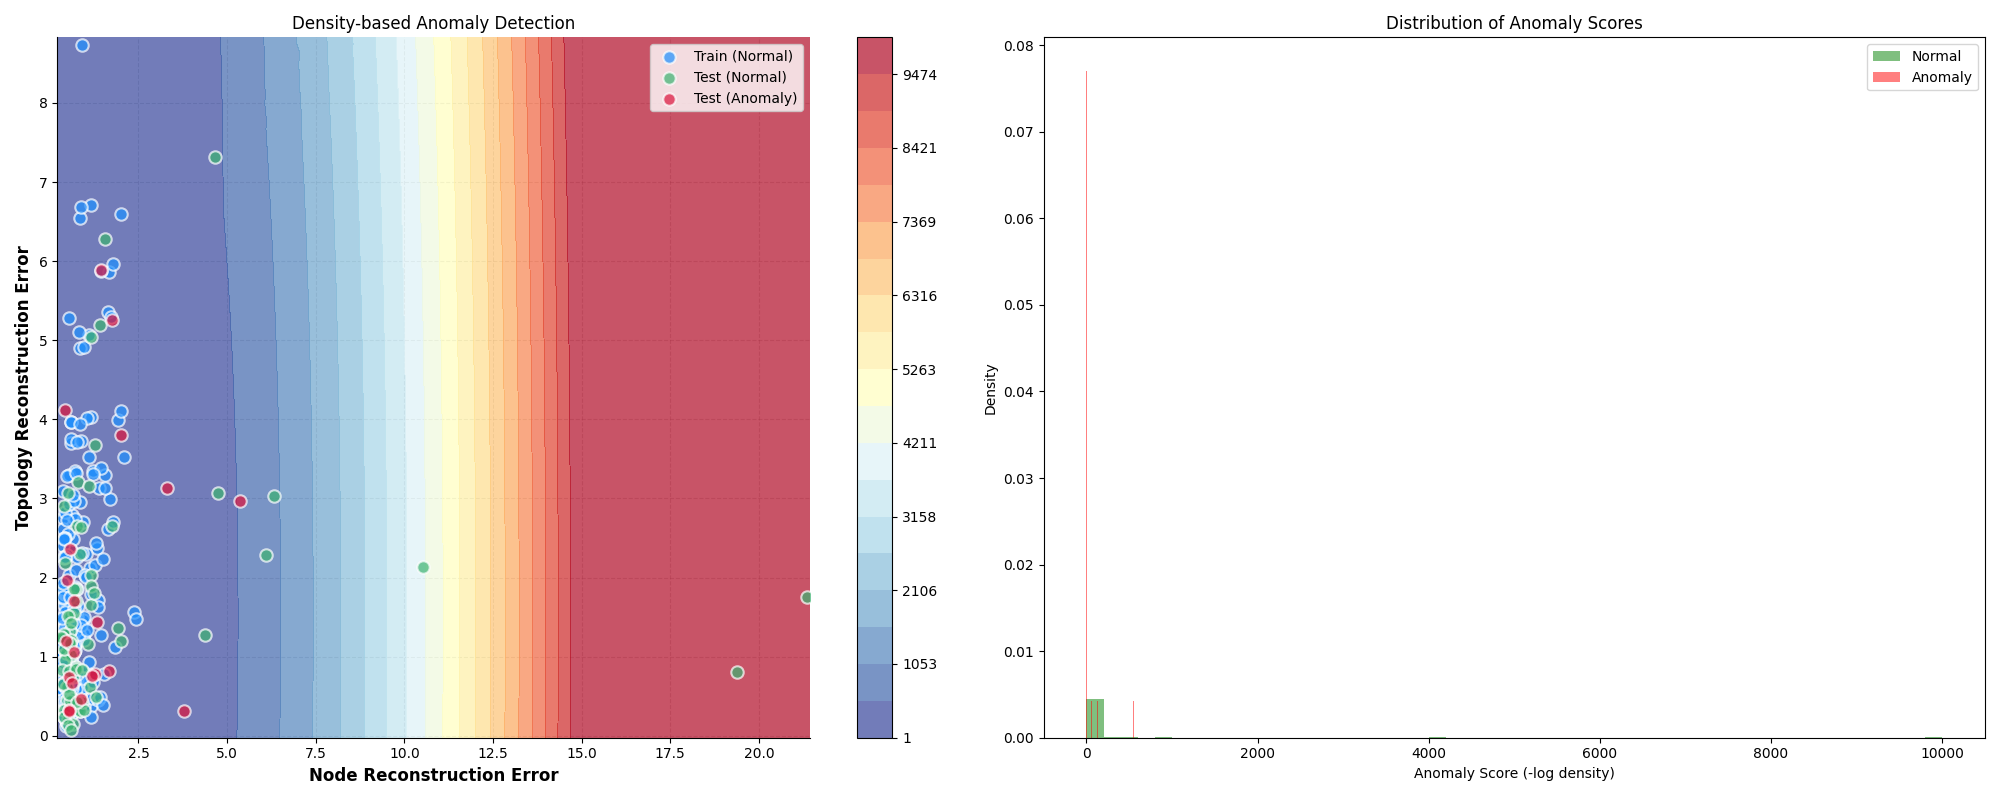 Density-based Anomaly Detection
Train (Normal)
Test (Normal)
Test (Anomaly)
8
7
6
5
4
3
2
1
0
Topology Reconstruction Error
2.5 5.0 7.5 10.0 12.5 15.0 17.5 20.0
Node Reconstruction Error
9474
8421
7369
6316
5263
4211
3158
2106
1053
1
Distribution of Anomaly Scores
Normal
Anomaly
0.08
0.07
0.06
0.05
0.04
0.03
0.02
0.01
0.00
Density
0 2000 4000 6000 8000 10000
Anomaly Score (-log density)